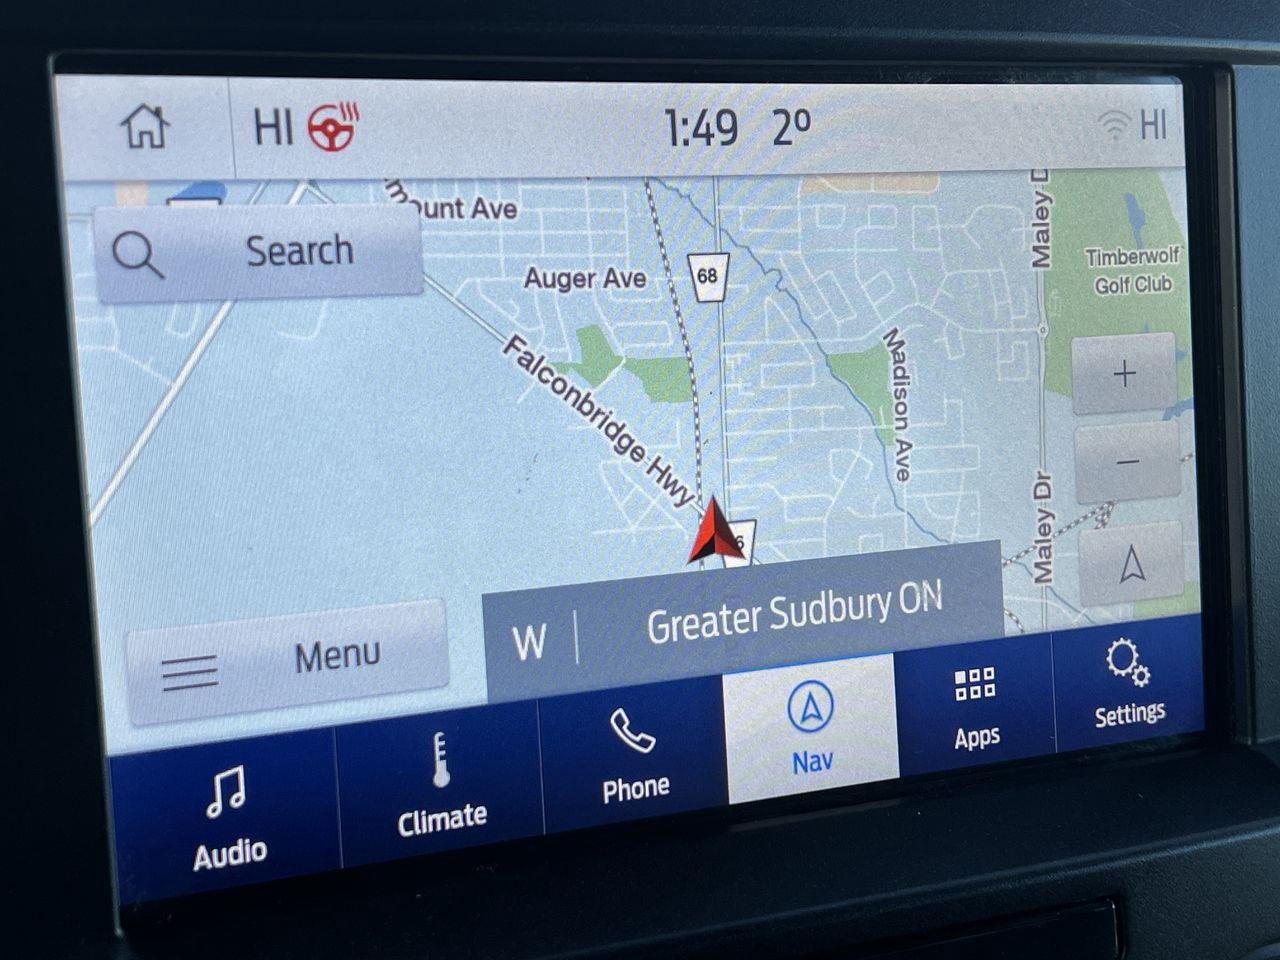 HI
1:49 2°
HI
ount Ave
Search
Auger Ave
68
Maley D
Timberwolf
Golf Club
Falconbridge Hwy
Madison Ave
+
−
6
Maley Dr
W
Greater Sudbury ON
Menu
Audio
Climate
Phone
Nav
Apps
Settings